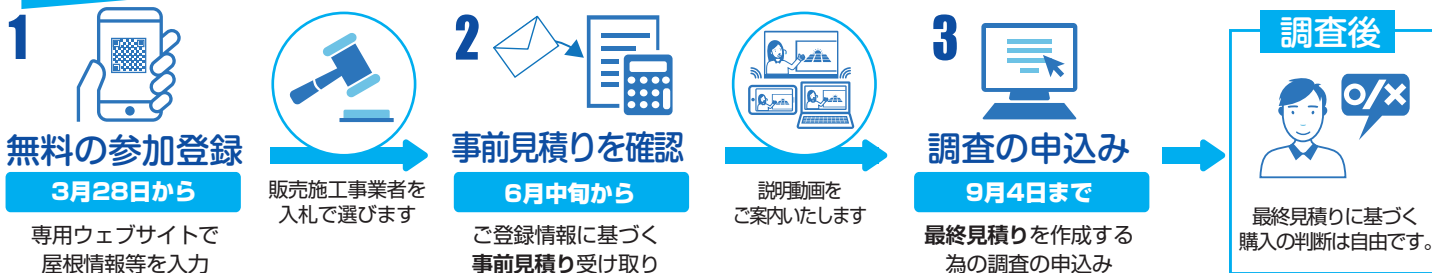 1
無料の参加登録
3月28日から
専用ウェブサイトで
屋根情報等を入力
販売施工事業者を
入札で選びます
2
事前見積りを確認
6月中旬から
ご登録情報に基づく
事前見積り受け取り
説明動画を
ご案内いたします
3
調査の申込み
9月4日まで
最終見積りを作成する
為の調査の申込み
調査後
o/×
最終見積りに基づく
購入の判断は自由です。